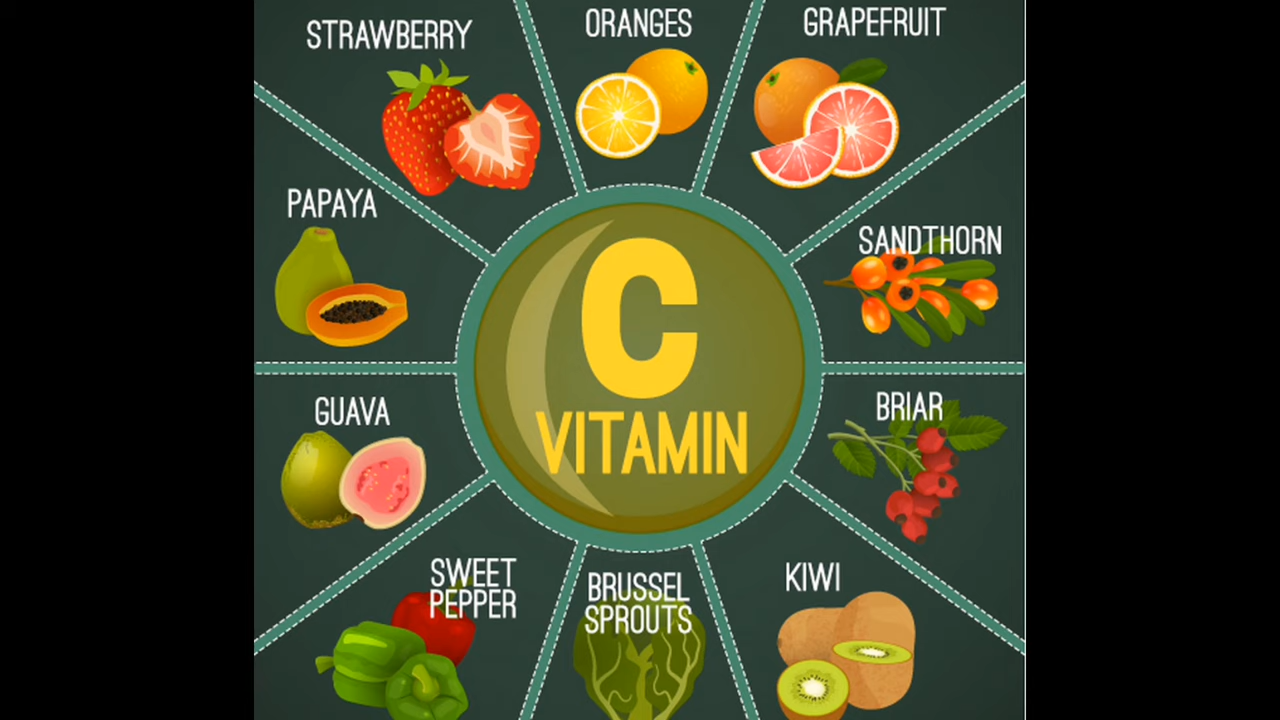 STRAWBERRY
ORANGES
GRAPEFRUIT
PAPAYA
SANDTHORN
C
VITAMIN
GUAVA
BRIAR
SWEET
PEPPER
BRUSSEL
SPROUTS
KIWI